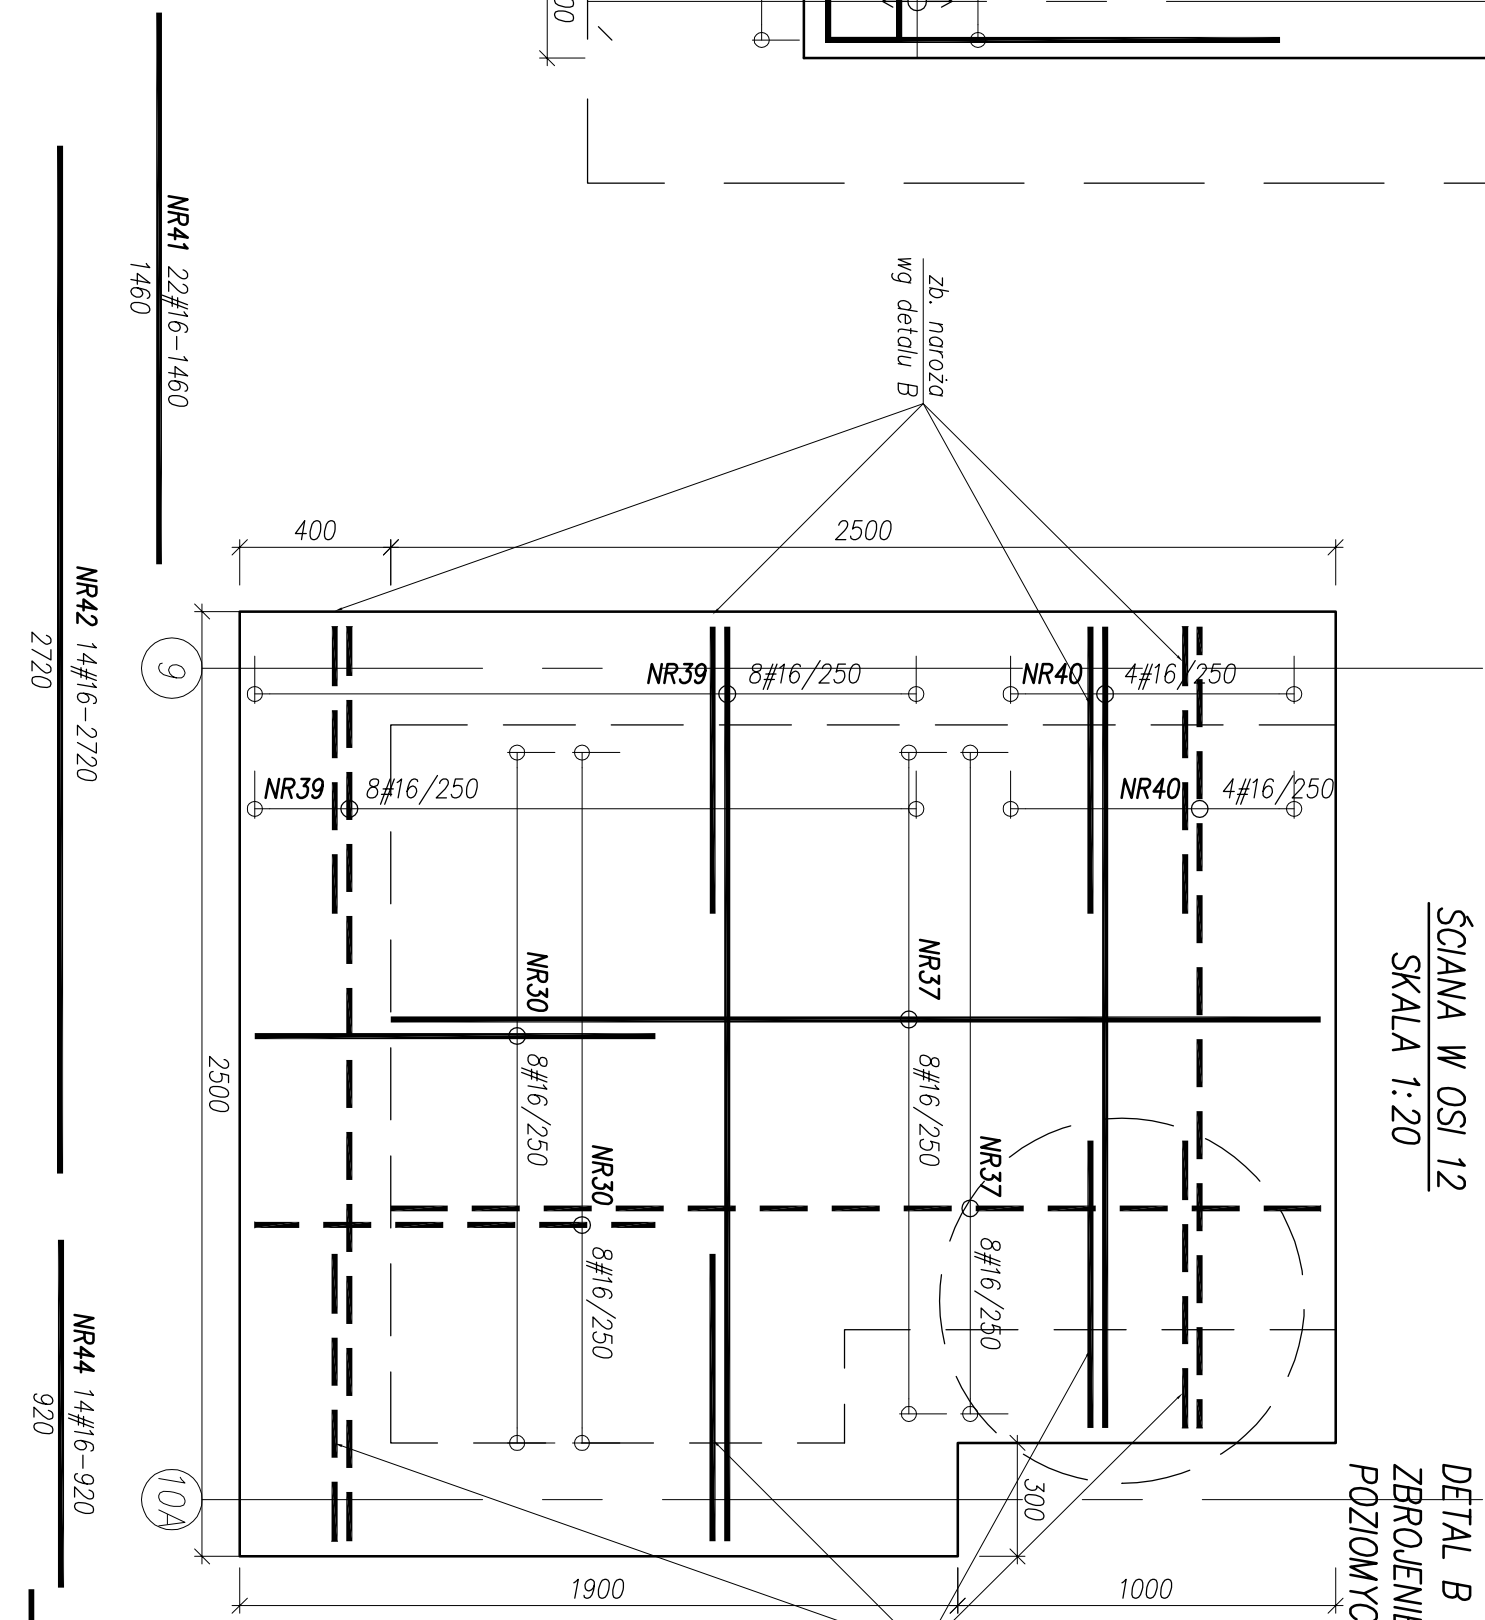 00
zb. naroża
wg detalu B
NR41 22#16-1460
1460
NR42 14#16-2720
2720
NR44 14#16-920
920
ŚCIANA W OSI 12
SKALA 1:20
400
2500
9
NR39 8#16/250
NR40 4#16/250
NR39 8#16/250
NR40 4#16/250
NR30 8#16/250
NR37 8#16/250
NR30 8#16/250
NR37 8#16/250
2500
10A
300
1900
1000
DETAL B
ZBROJENIE
POZIOMYC